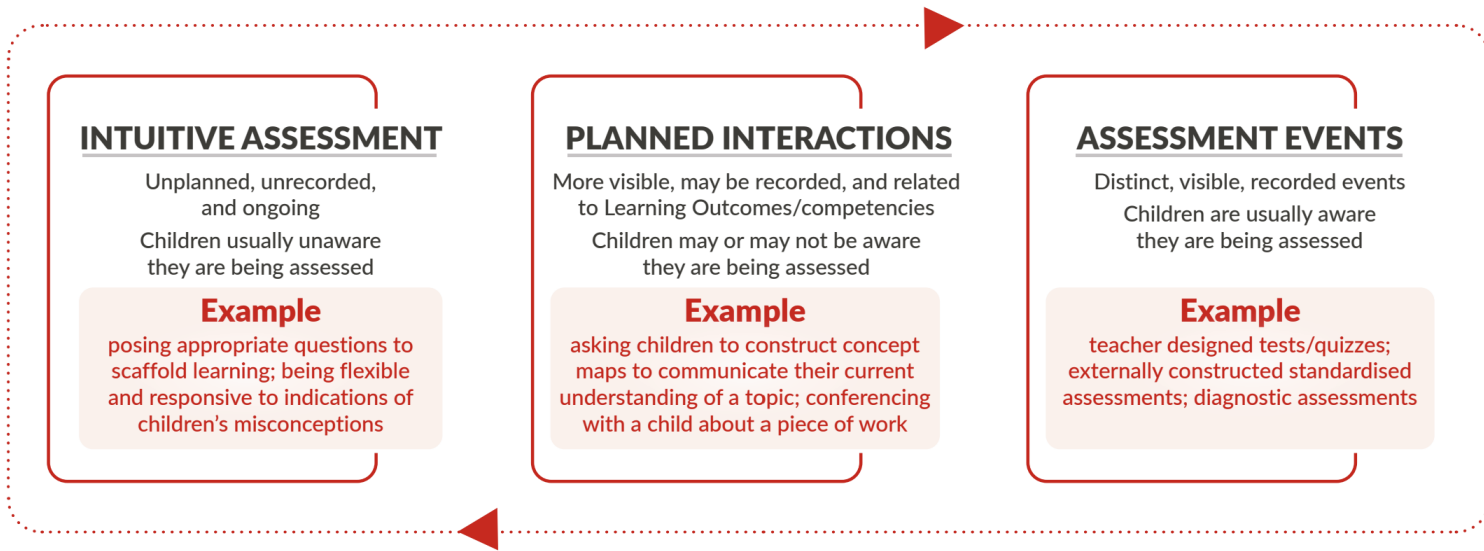 INTUITIVE ASSESSMENT
Unplanned, unrecorded,
and ongoing
Children usually unaware
they are being assessed
Example
posing appropriate questions to
scaffold learning; being flexible
and responsive to indications of
children’s misconceptions
PLANNED INTERACTIONS
More visible, may be recorded, and related
to Learning Outcomes/competencies
Children may or may not be aware
they are being assessed
Example
asking children to construct concept
maps to communicate their current
understanding of a topic; conferencing
with a child about a piece of work
ASSESSMENT EVENTS
Distinct, visible, recorded events
Children are usually aware
they are being assessed
Example
teacher designed tests/quizzes;
externally constructed standardised
assessments; diagnostic assessments